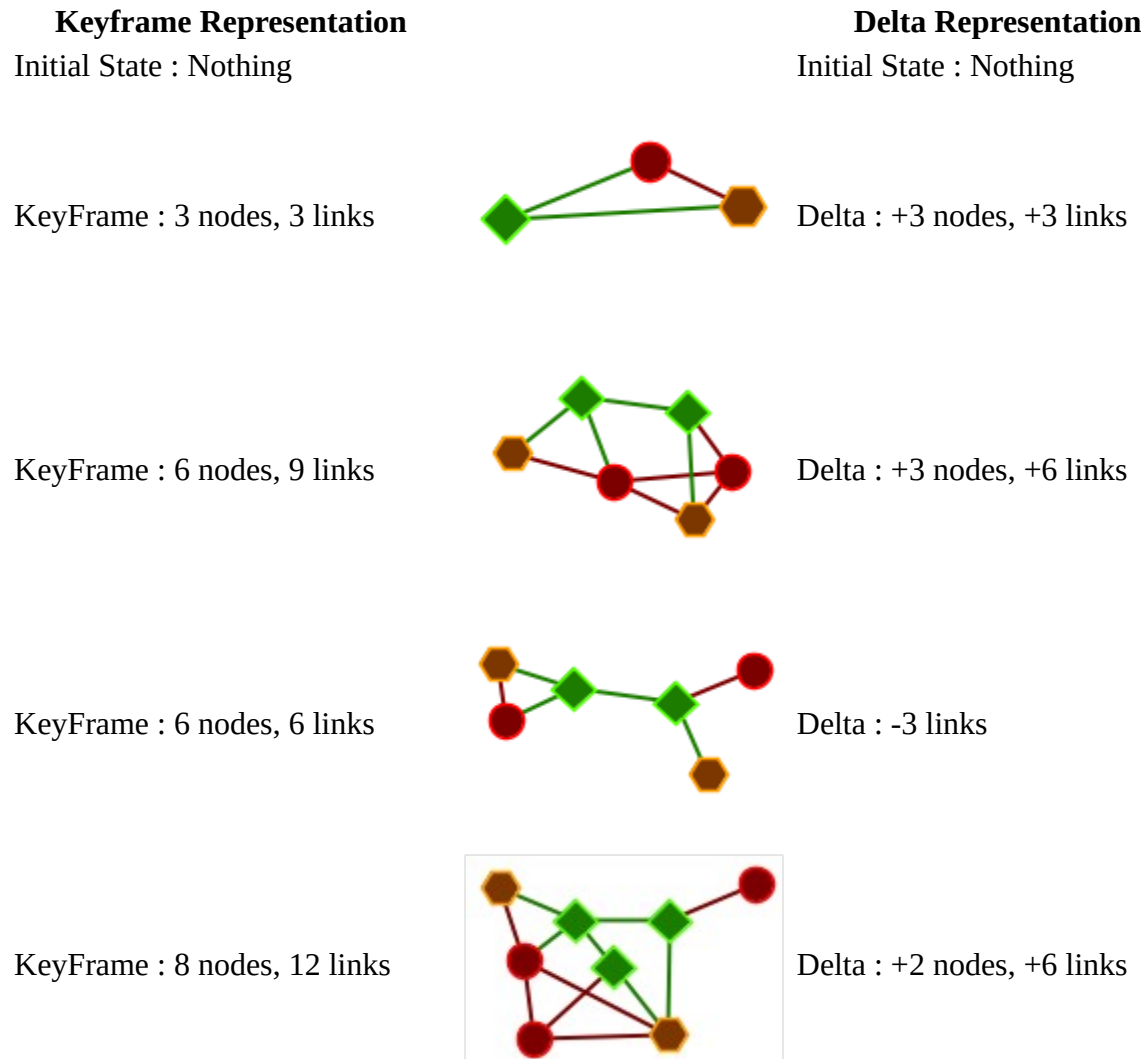 Keyframe Representation
Delta Representation
Initial State : Nothing
Initial State : Nothing
KeyFrame : 3 nodes, 3 links
Delta : +3 nodes, +3 links
KeyFrame : 6 nodes, 9 links
Delta : +3 nodes, +6 links
KeyFrame : 6 nodes, 6 links
Delta : -3 links
KeyFrame : 8 nodes, 12 links
Delta : +2 nodes, +6 links